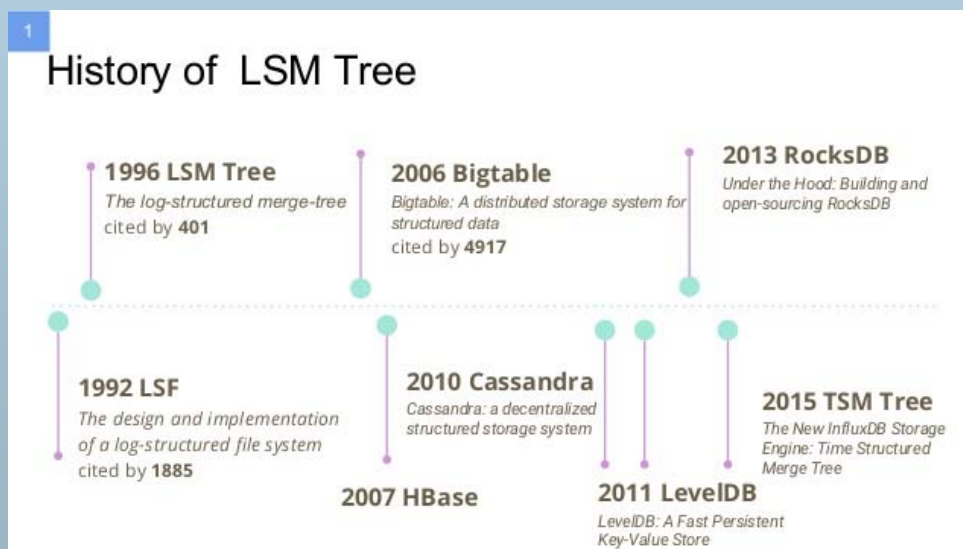 1
History of LSM Tree
1996 LSM Tree
The log-structured merge-tree
cited by 401
2006 Bigtable
Bigtable: A distributed storage system for
structured data
cited by 4917
2013 RocksDB
Under the Hood: Building and
open-sourcing RocksDB
1992 LSF
The design and implementation
of a log-structured file system
cited by 1885
2010 Cassandra
Cassandra: a decentralized
structured storage system
2007 HBase
2011 LevelDB
LevelDB: A Fast Persistent
Key-Value Store
2015 TSM Tree
The New InfluxDB Storage
Engine: Time Structured
Merge Tree